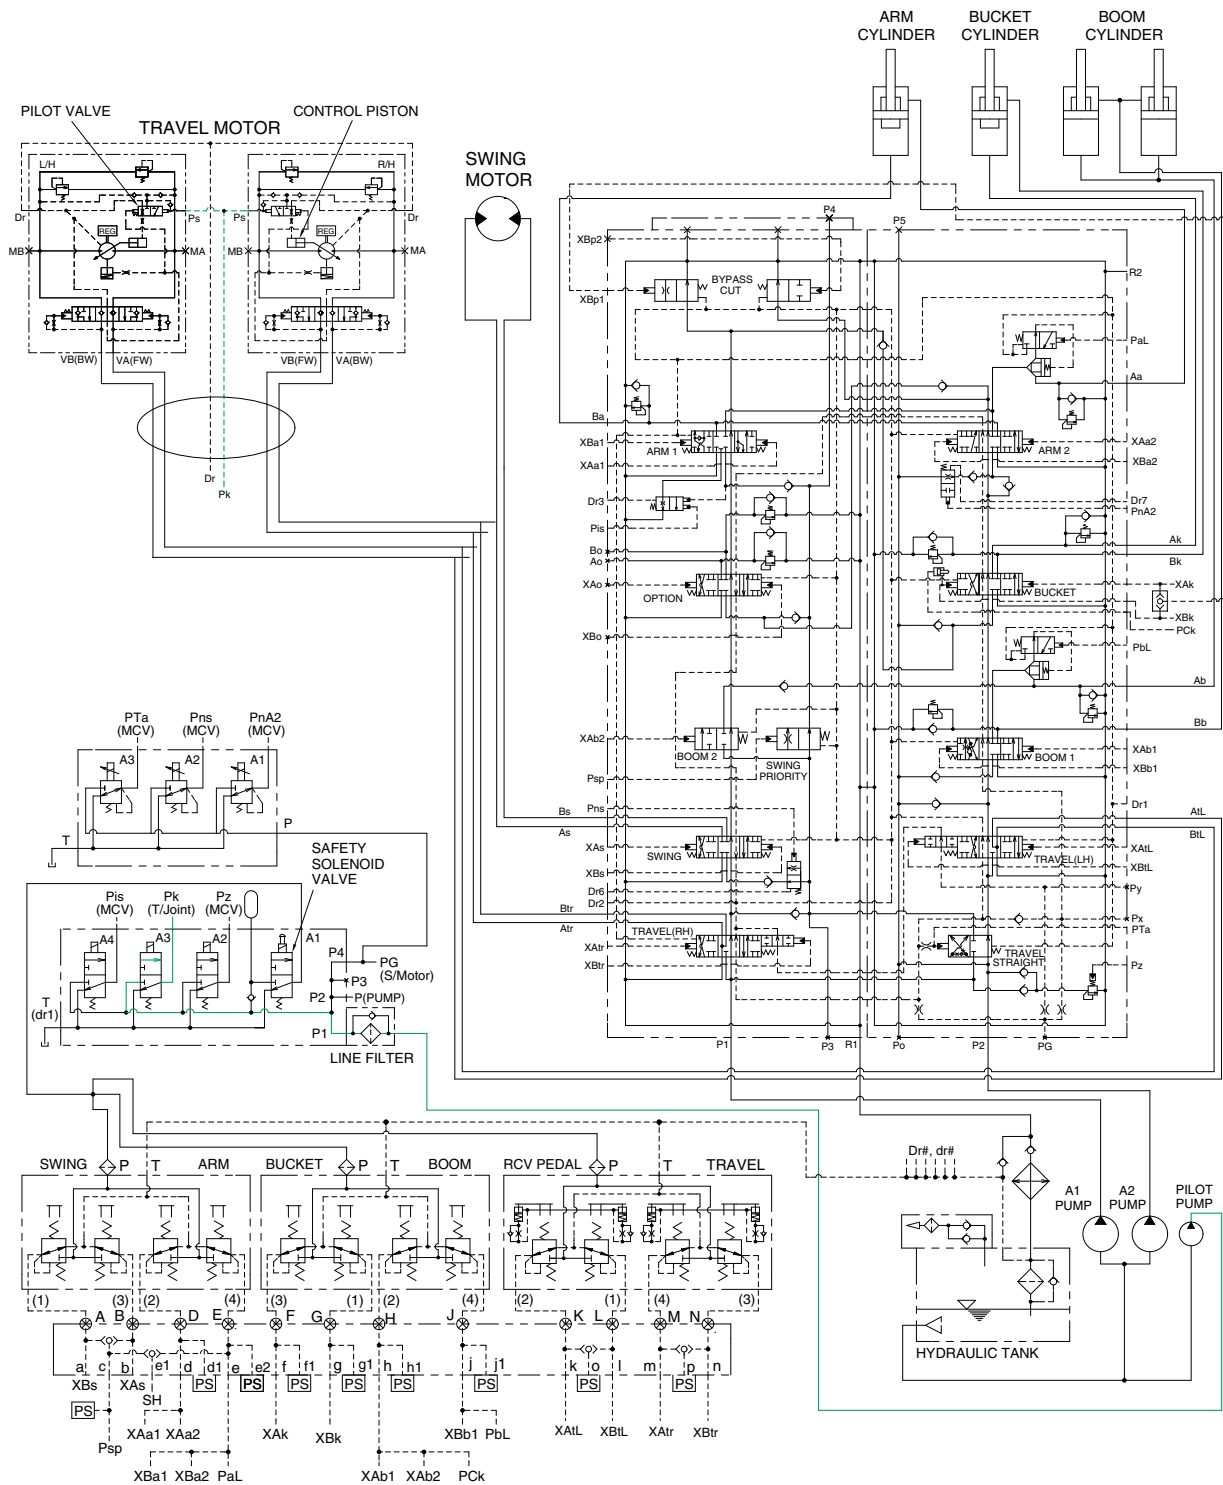 ARM
CYLINDER
BUCKET
CYLINDER
BOOM
CYLINDER
PILOT VALVE
CONTROL PISTON
TRAVEL MOTOR
SWING
MOTOR
L/H
R/H
Dr
Ps
Ps
Dr
REG
REG
MB
MA
MB
MA
VB(BW)
VA(FW)
VB(FW)
VA(BW)
Dr
Pk
P4
P5
XBp2
XBp1
BYPASS
CUT
R2
PaL
Aa
Ba
XBa1
XAa1
ARM 1
ARM 2
XAa2
XBa2
Dr3
Pis
Dr7
PnA2
Bo
Ao
Ak
Bk
XAo
OPTION
BUCKET
XAk
XBk
PCk
XBo
PbL
Ab
Bb
XAb2
BOOM 2
SWING
PRIORITY
BOOM 1
XAb1
XBb1
Psp
Pns
Bs
As
XAs
SWING
XBs
Dr6
Dr2
Dr1
AtL
BtL
TRAVEL(LH)
XAtL
XBtL
Py
Btr
Atr
TRAVEL(RH)
XAtr
XBtr
Px
PTa
TRAVEL
STRAIGHT
Pz
P1
P3
R1
Po
P2
PG
PTa
(MCV)
Pns
(MCV)
PnA2
(MCV)
A3
A2
A1
P
T
SAFETY
SOLENOID
VALVE
Pis
(MCV)
Pk
(T/Joint)
Pz
(MCV)
A4
A3
A2
A1
P4
PG
(S/Motor)
P3
P2
P(PUMP)
P1
T
(dr1)
LINE FILTER
SWING
P
T
ARM
BUCKET
P
T
BOOM
RCV PEDAL
P
T
TRAVEL
(1)
(3)
(2)
(4)
(3)
(1)
(2)
(4)
(2)
(1)
(4)
(3)
A
B
D
E
F
G
H
J
K
L
M
N
a
c
b
e1
d
d1
e
e2
f
f1
g
g1
h
h1
j
j1
k
o
l
m
p
n
XBs
XAs
SH
PS
PS
PS
PS
PS
PS
PS
PS
PS
Psp
XAa1
XAa2
XAk
XBk
XBb1
PbL
XAtL
XBtL
XAtr
XBtr
XBa1
XBa2
PaL
XAb1
XAb2
PCk
Dr#, dr#
A1
PUMP
A2
PUMP
PILOT
PUMP
HYDRAULIC TANK